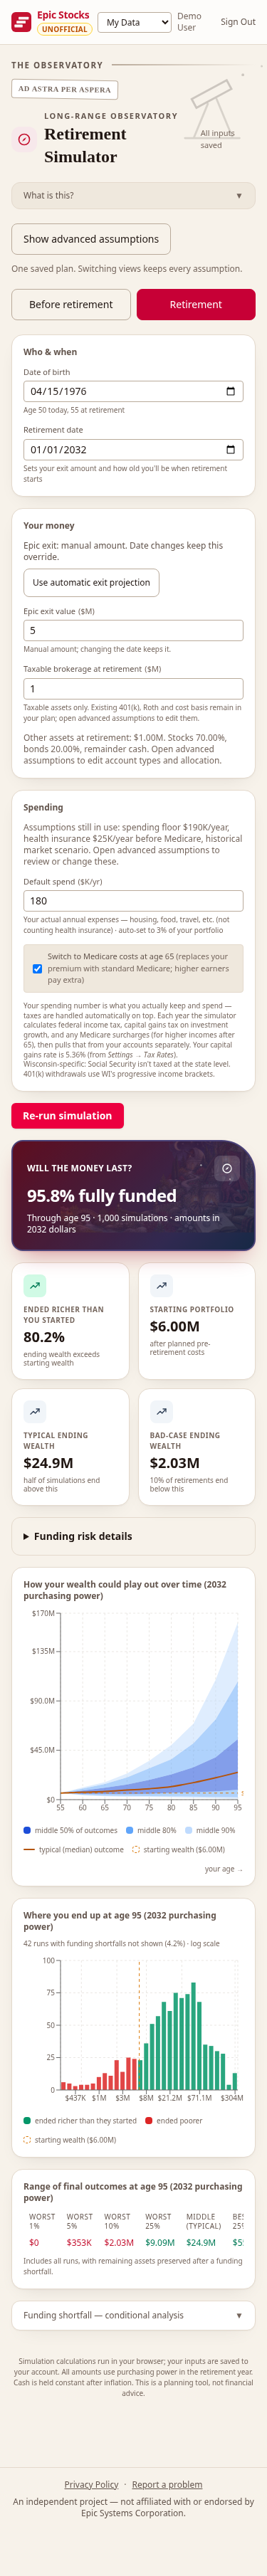 Epic Stocks
UNOFFICIAL
My Data
Demo
User
Sign Out
THE OBSERVATORY
AD ASTRA PER ASPERA
LONG-RANGE OBSERVATORY
Retirement
Simulator
All inputs
saved
What is this?
Show advanced assumptions
One saved plan. Switching views keeps every assumption.
Before retirement
Retirement
Who & when
Date of birth
04/15/1976
Age 50 today, 55 at retirement
Retirement date
01/01/2032
Sets your exit amount and how old you'll be when retirement
starts
Your money
Epic exit: manual amount. Date changes keep this
override.
Use automatic exit projection
Epic exit value ($M)
5
Manual amount; changing the date keeps it.
Taxable brokerage at retirement ($M)
1
Taxable assets only. Existing 401(k), Roth and cost basis remain in
your plan; open advanced assumptions to edit them.
Other assets at retirement: $1.00M. Stocks 70.00%,
bonds 20.00%, remainder cash. Open advanced
assumptions to edit account types and allocation.
Spending
Assumptions still in use: spending floor $190K/year,
health insurance $25K/year before Medicare, historical
market scenario. Open advanced assumptions to
review or change these.
Default spend ($K/yr)
180
Your actual annual expenses — housing, food, travel, etc. (not
counting health insurance) · auto-set to 3% of your portfolio
Switch to Medicare costs at age 65 (replaces your
premium with standard Medicare; higher earners
pay extra)
Your spending number is what you actually keep and spend —
taxes are handled automatically on top. Each year the simulator
calculates federal income tax, capital gains tax on investment
growth, and any Medicare surcharges (for higher incomes after
65), then pulls that from your accounts separately. Your capital
gains rate is 5.36% (from Settings → Tax Rates).
Wisconsin-specific: Social Security isn't taxed at the state level.
401(k) withdrawals use WI's progressive income brackets.
Re-run simulation
WILL THE MONEY LAST?
95.8% fully funded
Through age 95 · 1,000 simulations · amounts in
2032 dollars
ENDED RICHER THAN
YOU STARTED
80.2%
ending wealth exceeds
starting wealth
STARTING PORTFOLIO
$6.00M
after planned pre-
retirement costs
TYPICAL ENDING
WEALTH
$24.9M
half of simulations end
above this
BAD-CASE ENDING
WEALTH
$2.03M
10% of retirements end
below this
Funding risk details
How your wealth could play out over time (2032
purchasing power)
$170M
$135M
$90.0M
$45.0M
$0
55 60 65 70 75 80 85 90 95
middle 50% of outcomes
middle 80%
middle 90%
typical (median) outcome
starting wealth ($6.00M)
your age →
Where you end up at age 95 (2032 purchasing
power)
42 runs with funding shortfalls not shown (4.2%) · log scale
100
75
50
25
0
$437K $1M $3M $8M $21.2M $71.1M $304M
ended richer than they started
ended poorer
starting wealth ($6.00M)
Range of final outcomes at age 95 (2032 purchasing
power)
WORST
1%
WORST
5%
WORST
10%
WORST
25%
MIDDLE
(TYPICAL)
$0 $353K $2.03M $9.09M $24.9M
Includes all runs, with remaining assets preserved after a funding
shortfall.
Funding shortfall — conditional analysis
Simulation calculations run in your browser; your inputs are saved to
your account. All amounts use purchasing power in the retirement year.
Cash is held constant after inflation. This is a planning tool, not financial
advice.
Privacy Policy · Report a problem
An independent project — not affiliated with or endorsed by
Epic Systems Corporation.